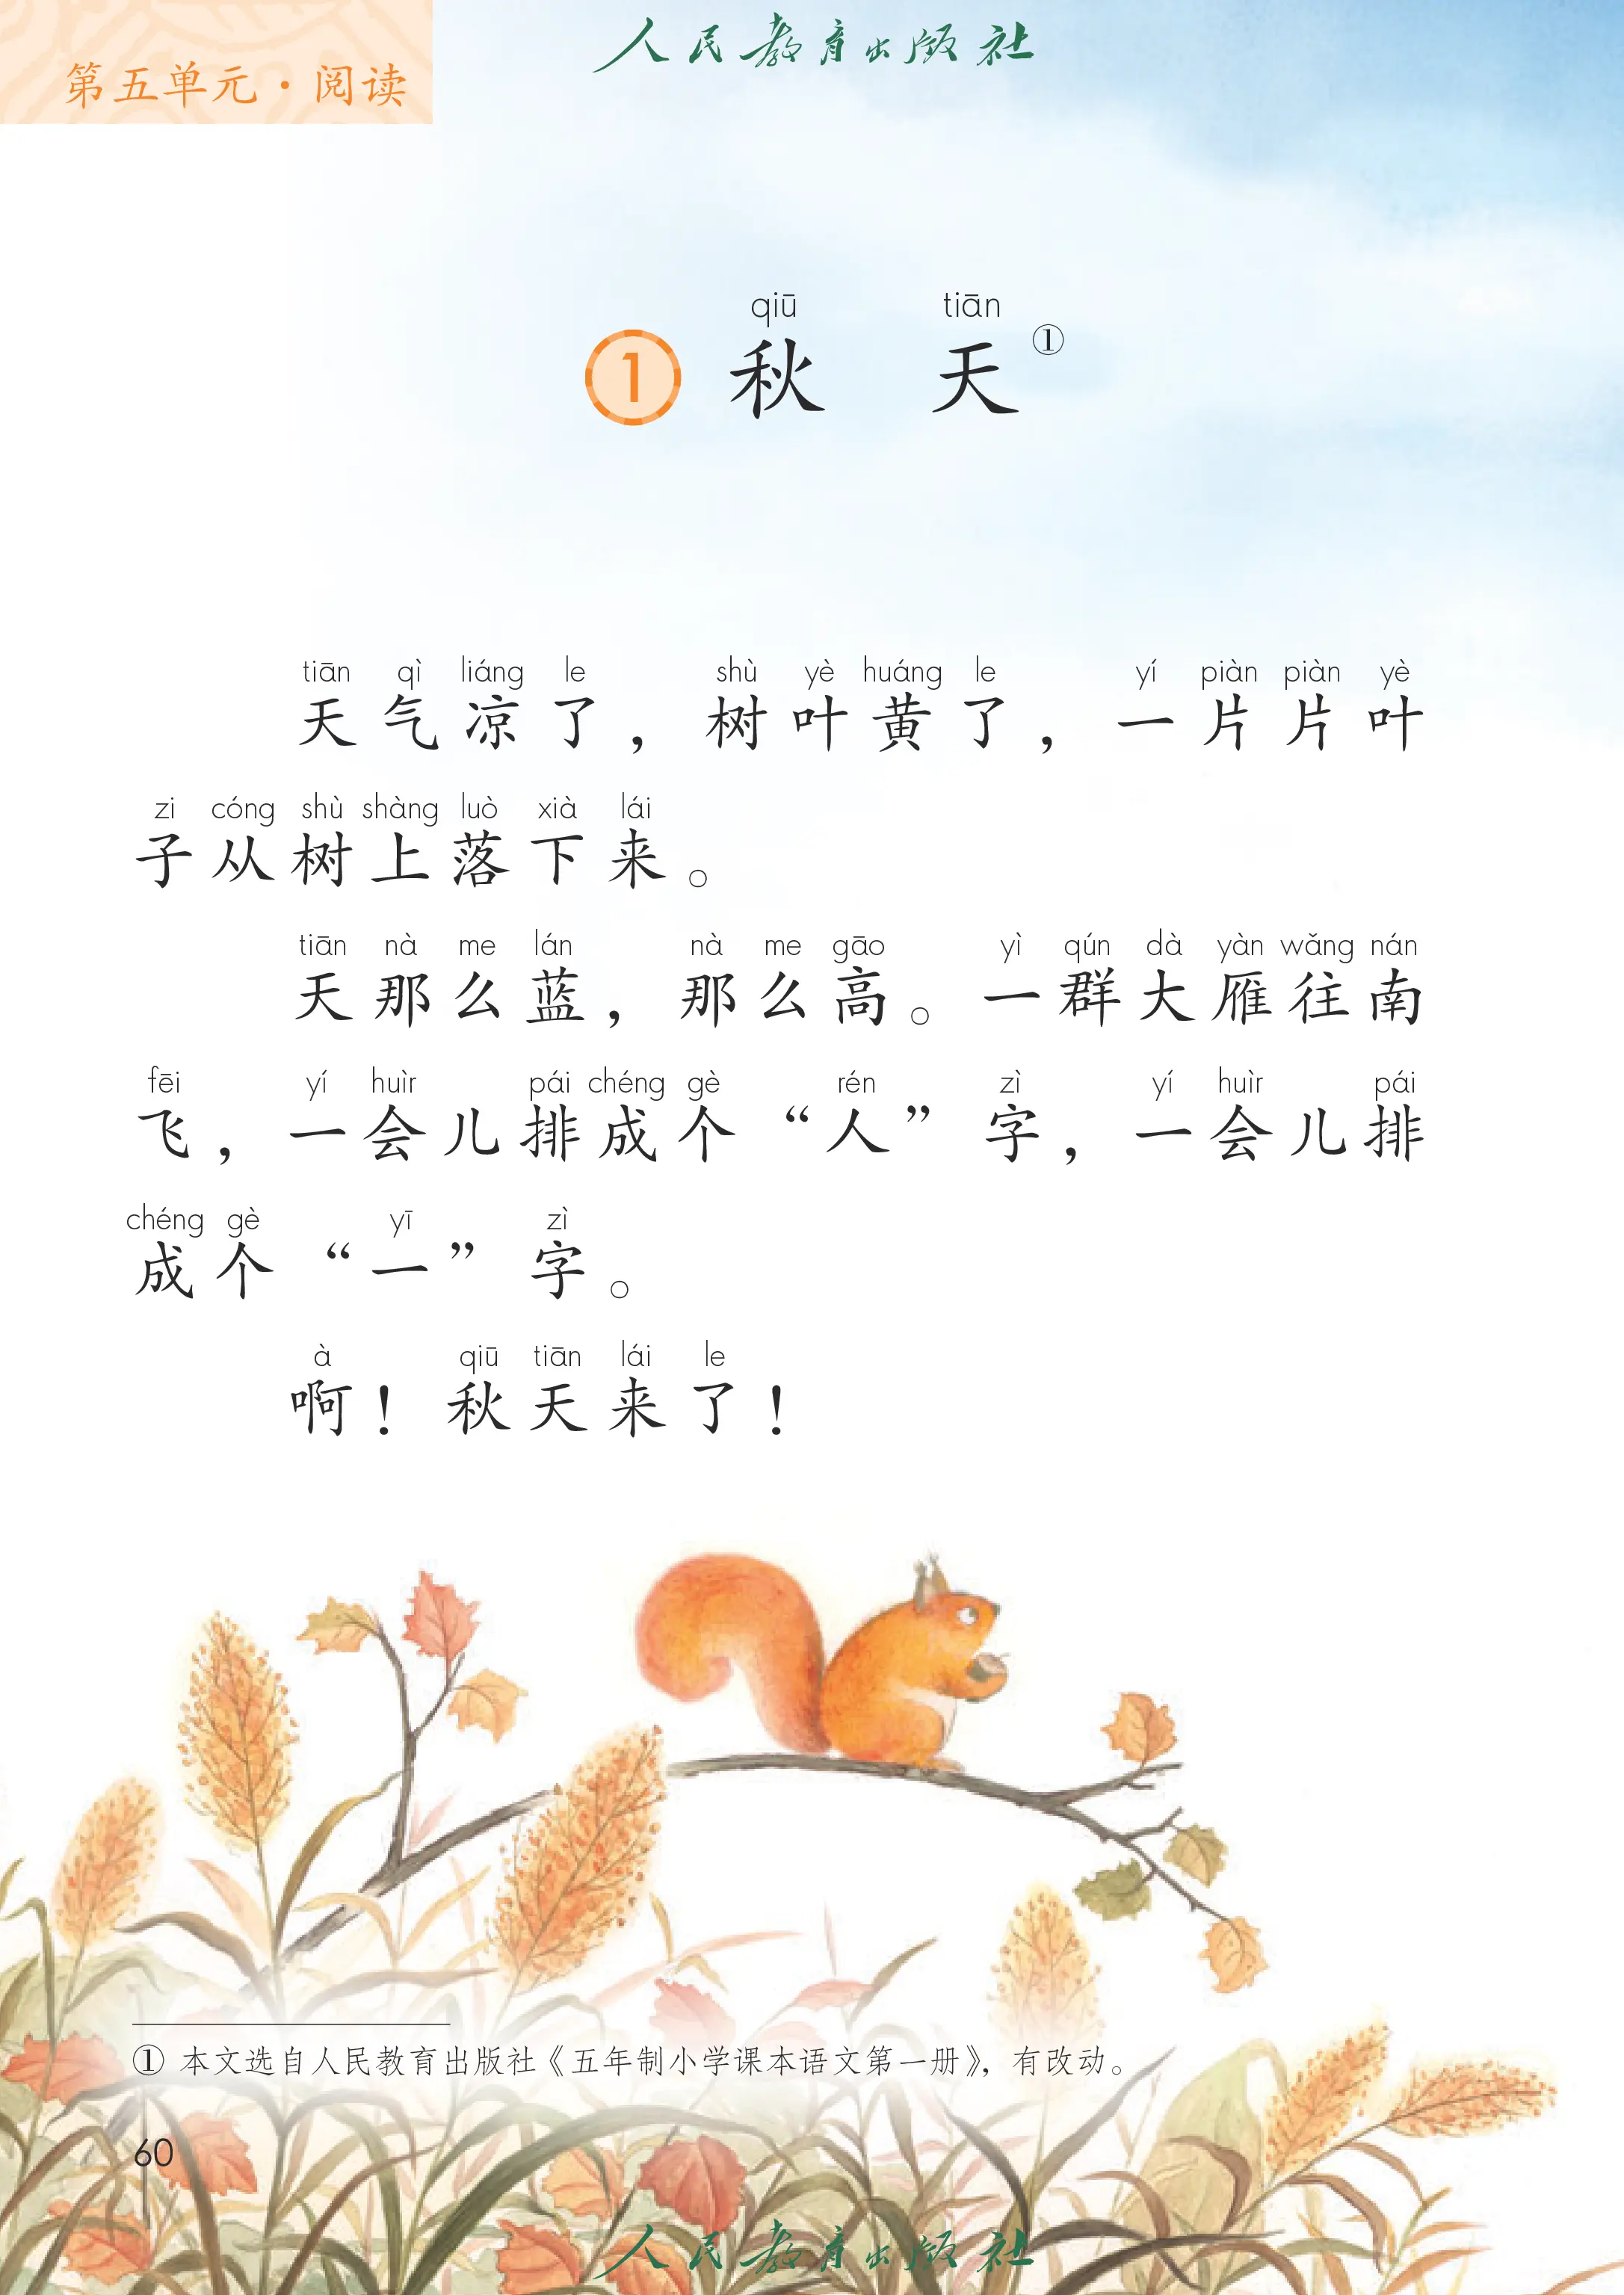 人民教育出版社
第五单元·阅读
qiū tiān
1 秋 天①
tiān qì liáng le shù yè huáng le yí piàn piàn yè
天气凉了，树叶黄了，一片片叶
zi cóng shù shàng luò xià lái
子从树上落下来。
tiān nà me lán nà me gāo yì qún dà yàn wǎng nán
天那么蓝，那么高。一群大雁往南
fēi yí huìr pái chéng gè rén zì yí huìr pái
飞，一会儿排成个“人”字，一会儿排
chéng gè yī zì
成个“一”字。
à qiū tiān lái le
啊！秋天来了！
① 本文选自人民教育出版社《五年制小学课本语文第一册》，有改动。
60
人民教育出版社